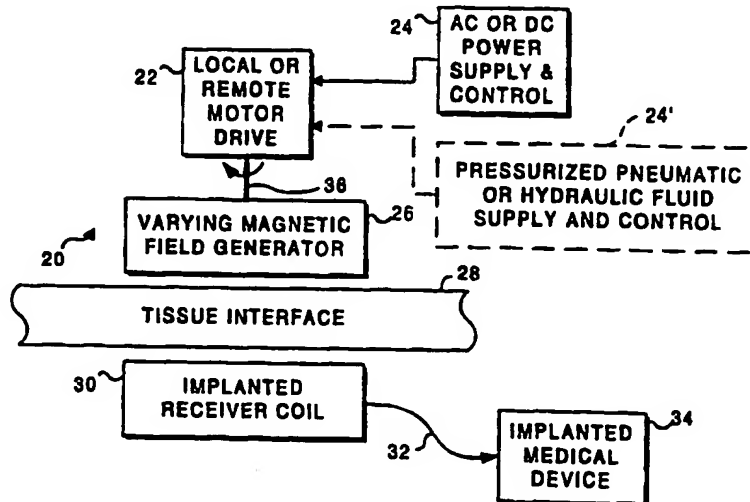 24
AC OR DC
POWER
SUPPLY &
CONTROL
22
LOCAL OR
REMOTE
MOTOR
DRIVE
24'
PRESSURIZED PNEUMATIC
OR HYDRAULIC FLUID
SUPPLY AND CONTROL
36
VARYING MAGNETIC
FIELD GENERATOR
26
20
28
TISSUE INTERFACE
30
IMPLANTED
RECEIVER COIL
32
IMPLANTED
MEDICAL
DEVICE
34